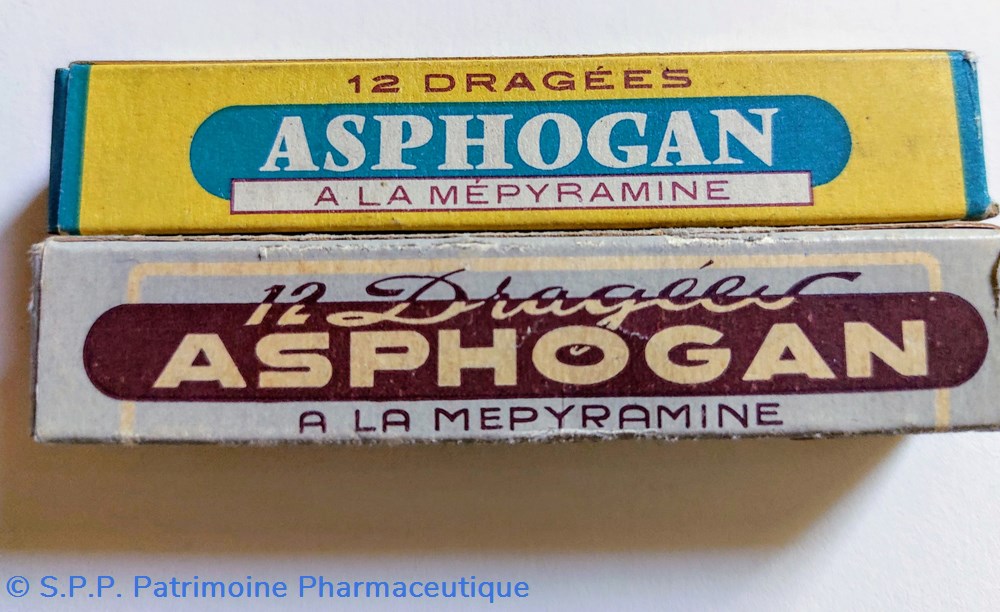 12 DRAGÉES
ASPHOGAN
A LA MÉPYRAMINE
12 Dragées
ASPHOGAN
A LA MEPYRAMINE
© S.P.P. Patrimoine Pharmaceutique